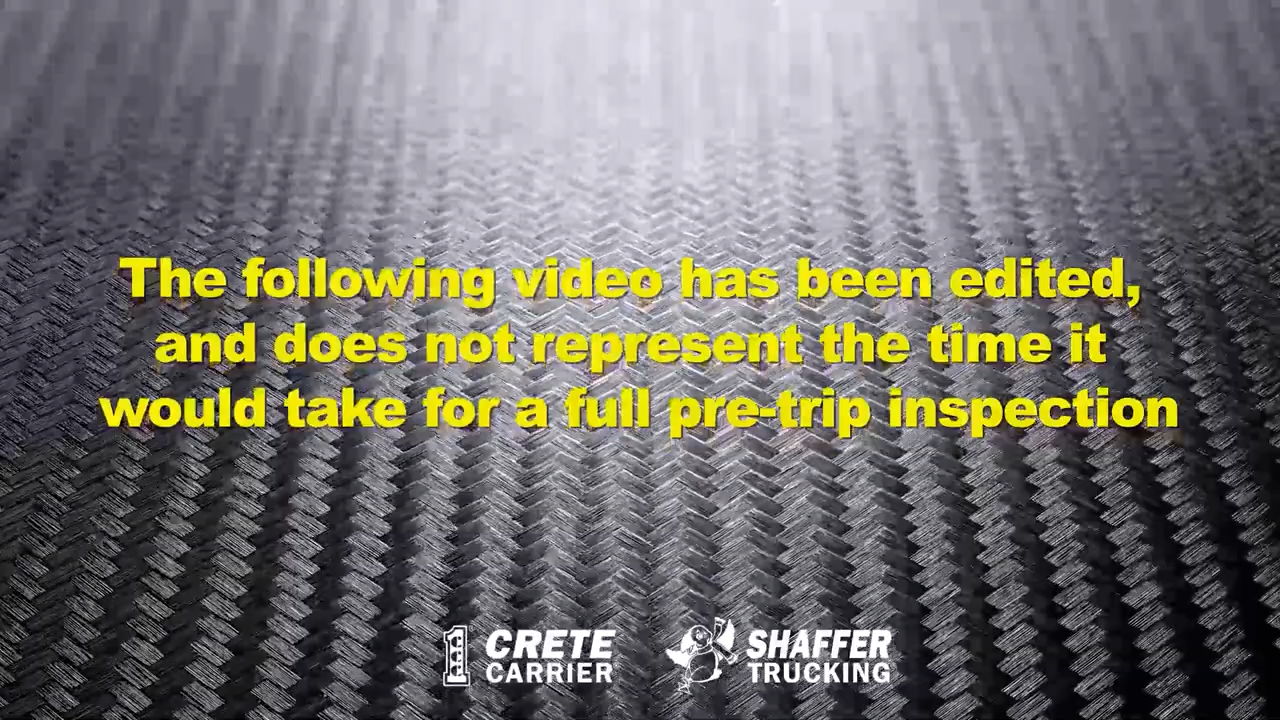 The following video has been edited,
and does not represent the time it
would take for a full pre-trip inspection
CRETE
CARRIER
SHAFFER
TRUCKING